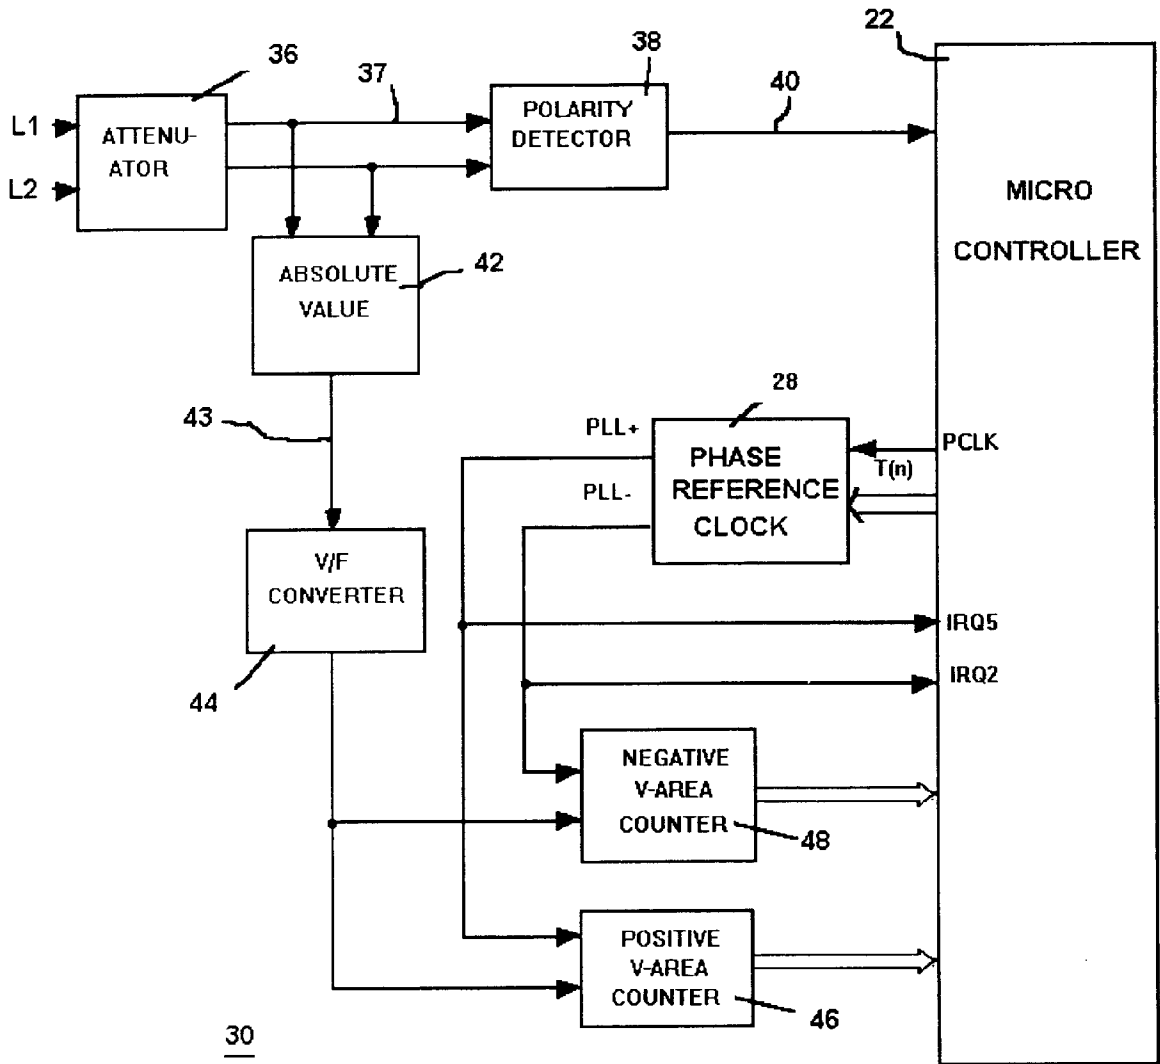 22
36
37
38
40
L1
L2
ATTENU-
ATOR
POLARITY
DETECTOR
MICRO
CONTROLLER
ABSOLUTE
VALUE
42
43
28
PLL+
PLL-
PHASE
REFERENCE
CLOCK
PCLK
T(n)
V/F
CONVERTER
44
IRQ5
IRQ2
NEGATIVE
V-AREA
COUNTER
48
POSITIVE
V-AREA
COUNTER
46
30